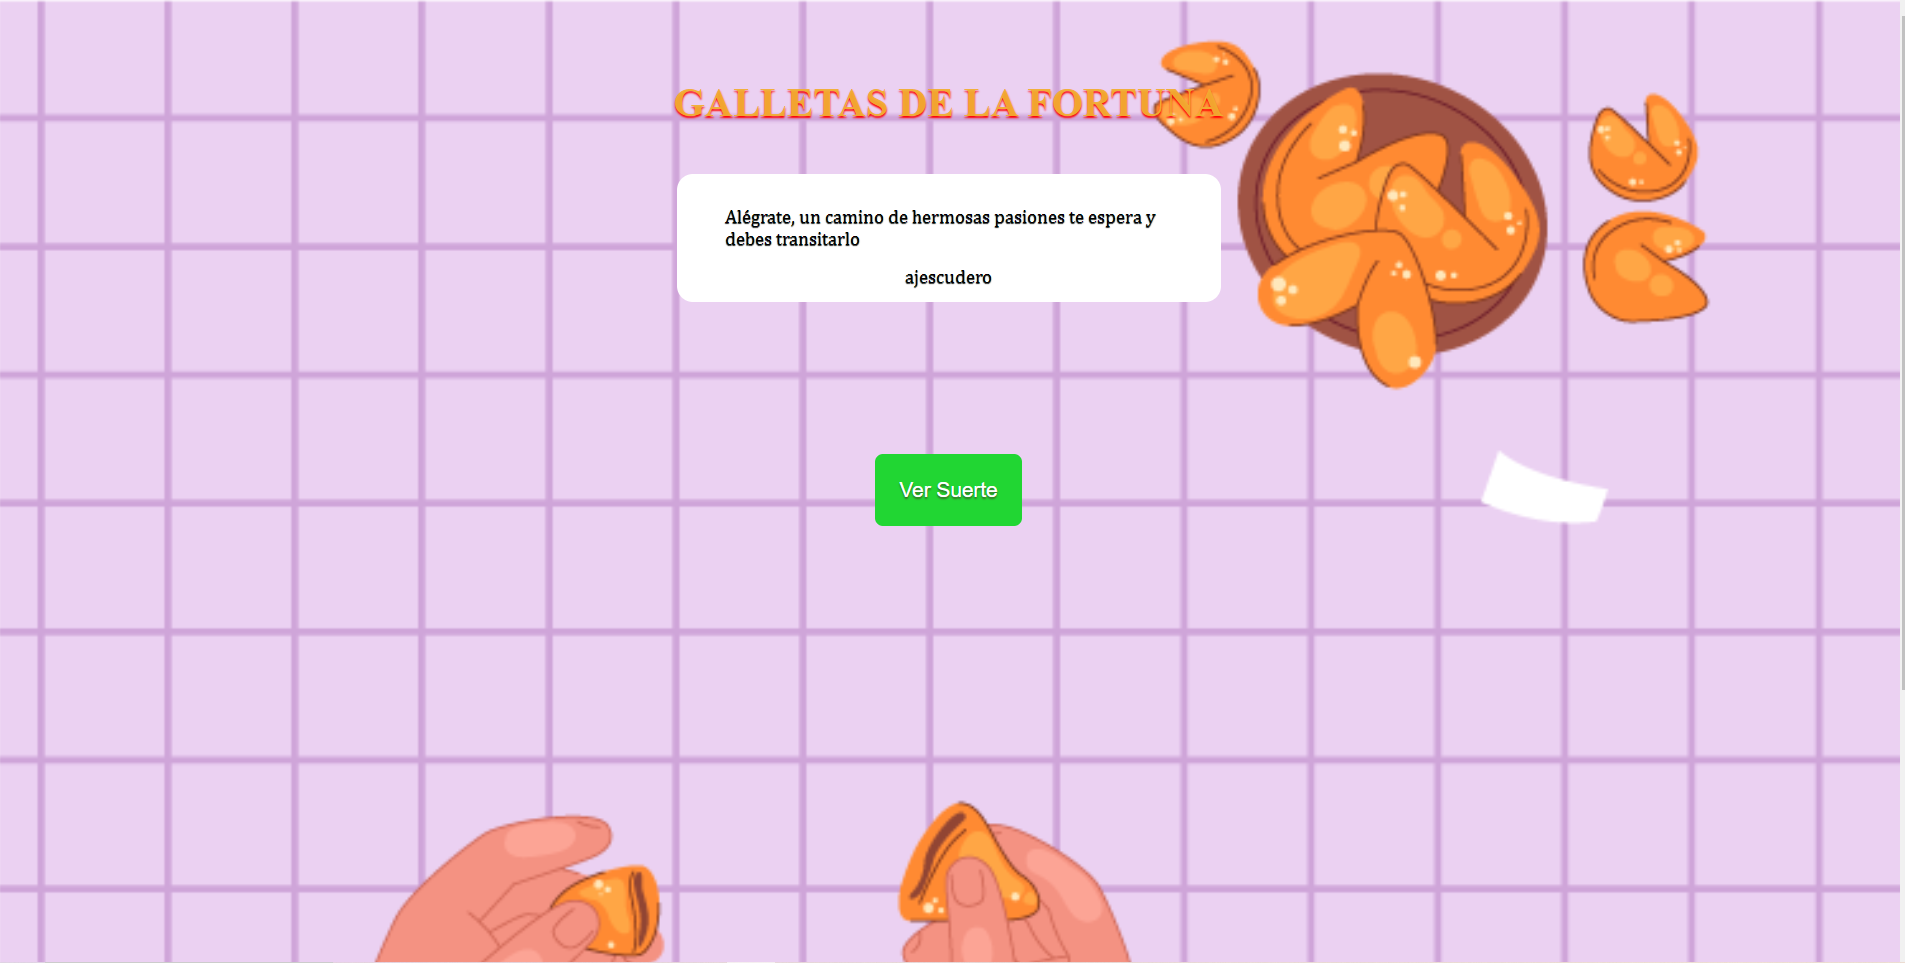 GALLETAS DE LA FORTUNA
Alégrate, un camino de hermosas pasiones te espera y
debes transitarlo
ajescudero
Ver Suerte